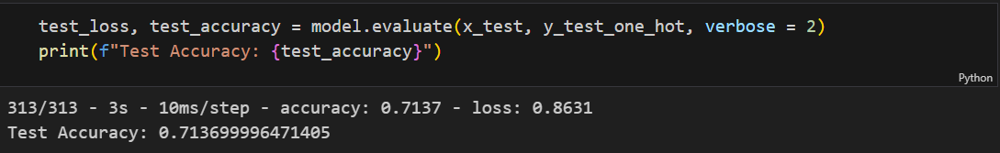 test_loss, test_accuracy = model.evaluate(x_test, y_test_one_hot, verbose = 2)
print(f"Test Accuracy: {test_accuracy}")
Python
313/313 - 3s - 10ms/step - accuracy: 0.7137 - loss: 0.8631
Test Accuracy: 0.713699996471405